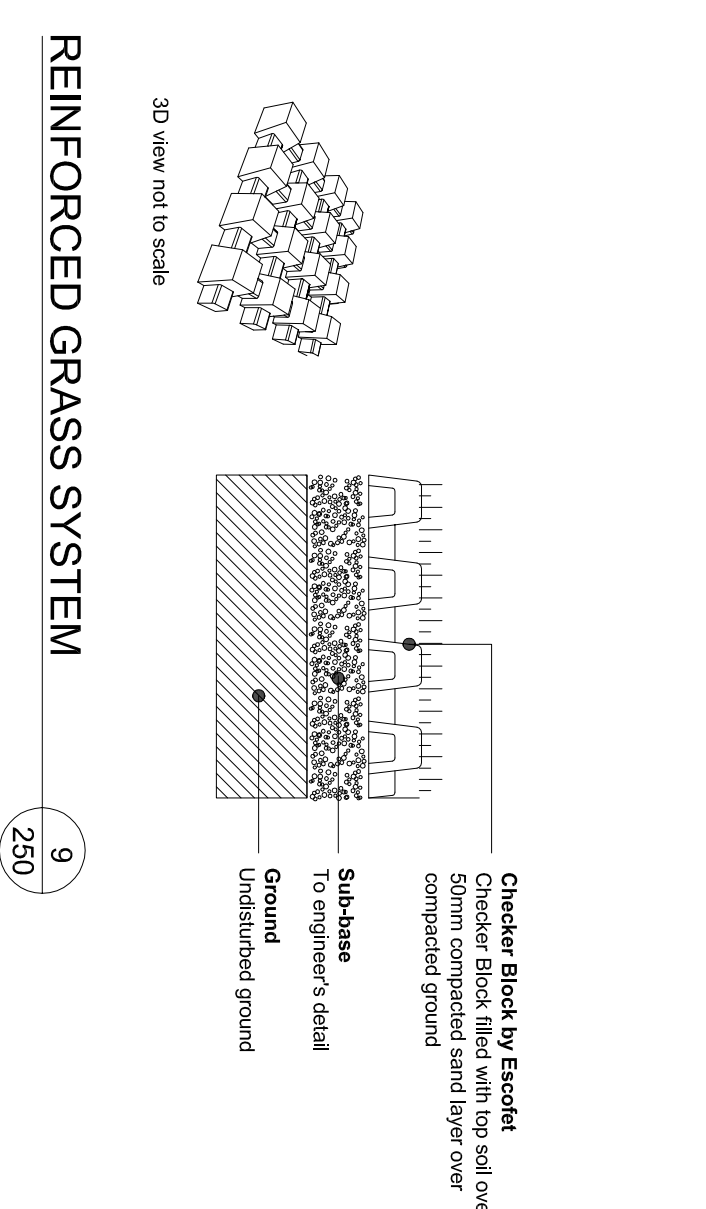 Checker Block by Escofet
Checker Block filled with top soil ove
50mm compacted sand layer over
compacted ground
Sub-base
To engineer's detail
Ground
Undisturbed ground
3D view not to scale
REINFORCED GRASS SYSTEM
9
250